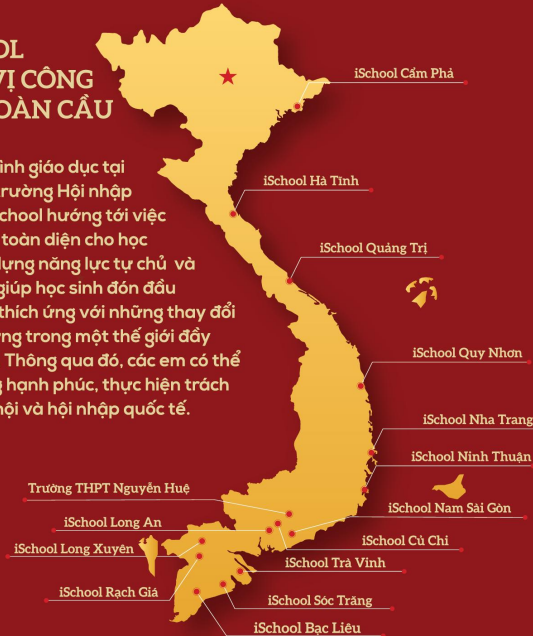 OL
VỊ CÔNG
OÀN CẦU
ình giáo dục tại
trường Hội nhập
chool hướng tới việc
toàn diện cho học
dựng năng lực tự chủ và
giúp học sinh đón đầu
thích ứng với những thay đổi
ng trong một thế giới đầy
Thông qua đó, các em có thể
g hạnh phúc, thực hiện trách
hội và hội nhập quốc tế.
iSchool Cẩm Phả
iSchool Hà Tĩnh
iSchool Quảng Trị
iSchool Quy Nhơn
iSchool Nha Trang
iSchool Ninh Thuận
Trường THPT Nguyễn Huệ
iSchool Nam Sài Gòn
iSchool Long An
iSchool Củ Chi
iSchool Long Xuyên
iSchool Trà Vinh
iSchool Rạch Giá
iSchool Sóc Trăng
iSchool Bạc Liêu